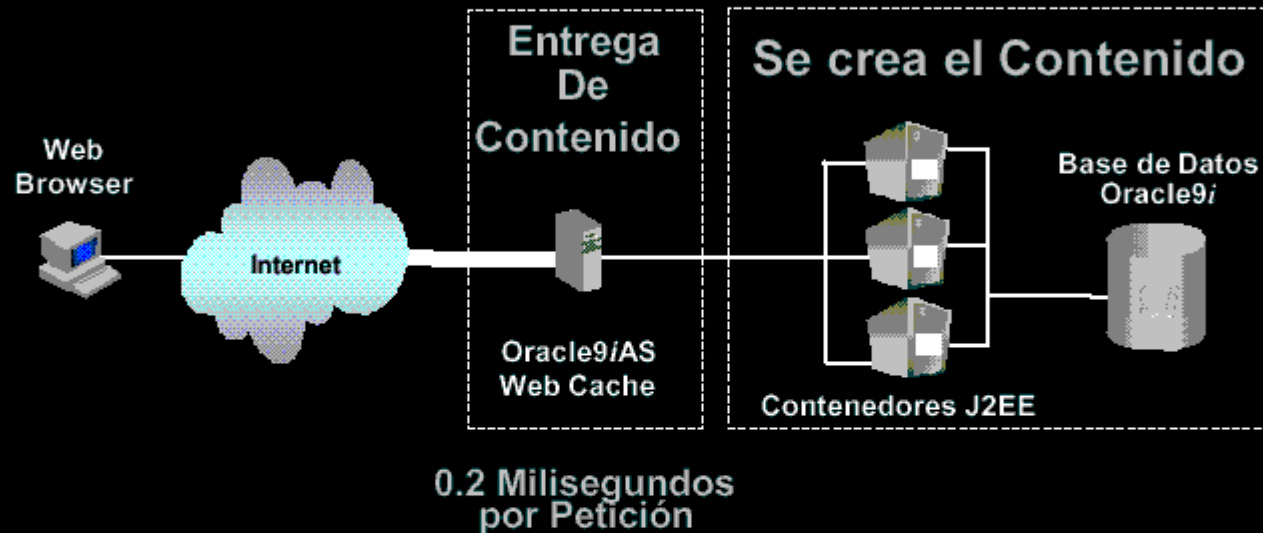 Entrega
De
Contenido
Se crea el Contenido
Web
Browser
Internet
Oracle9iAS
Web Cache
Base de Datos
Oracle9i
Contenedores J2EE
0.2 Milisegundos
por Petición